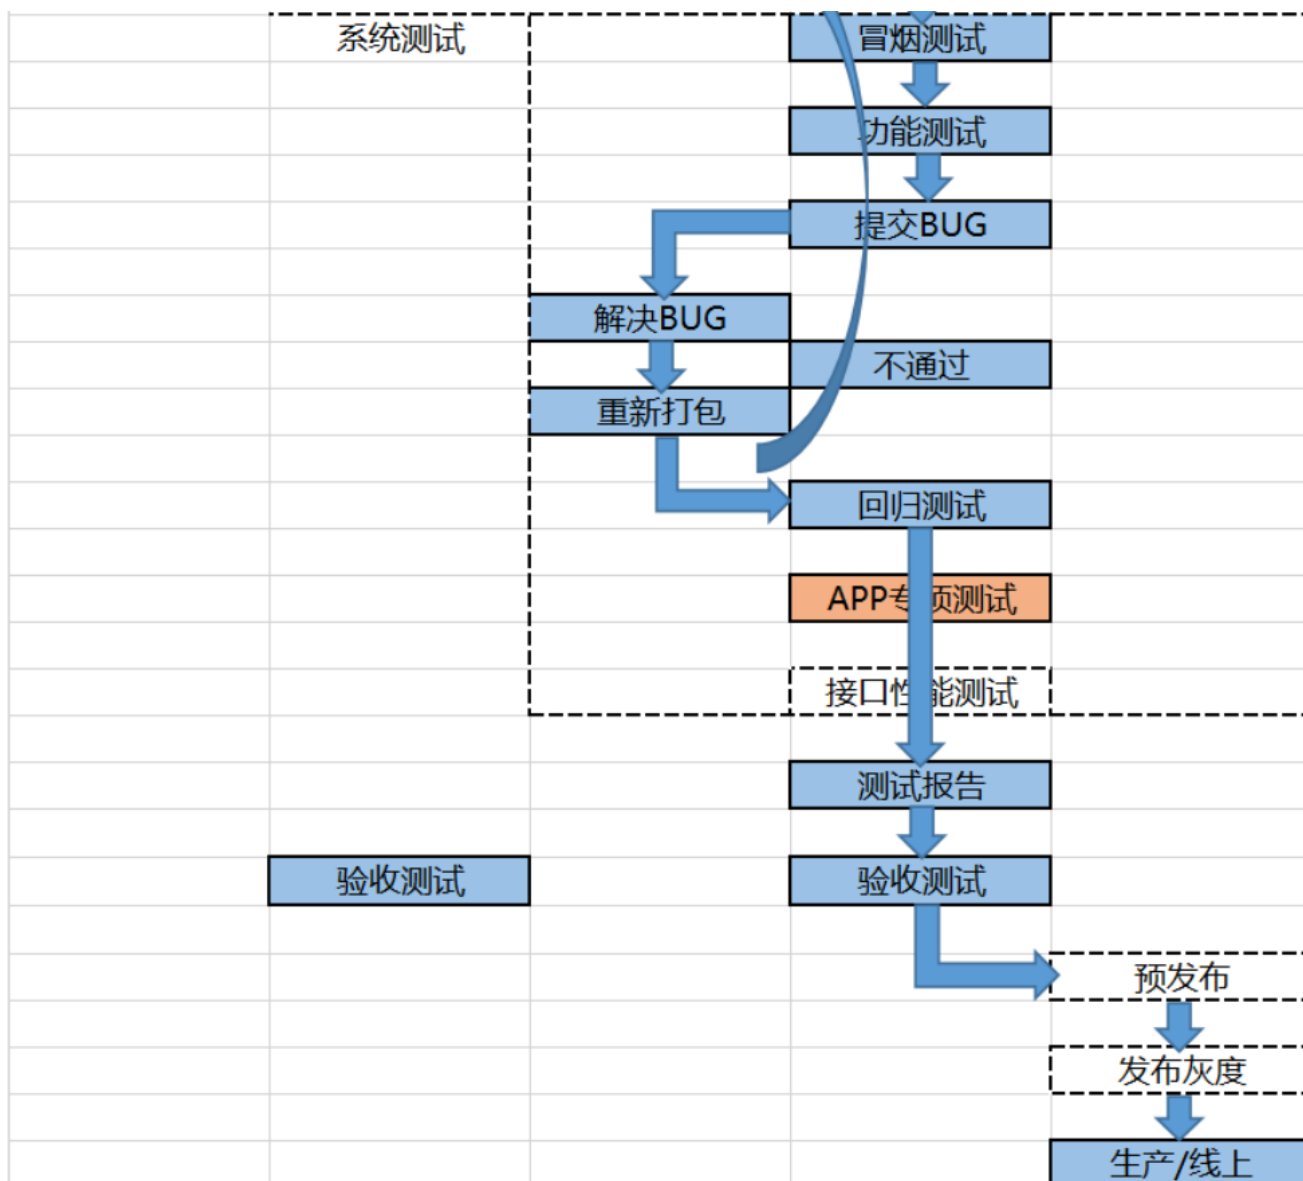 系统测试
冒烟测试
功能测试
提交BUG
解决BUG
不通过
重新打包
回归测试
APP专项测试
接口性能测试
测试报告
验收测试
验收测试
预发布
发布灰度
生产/线上